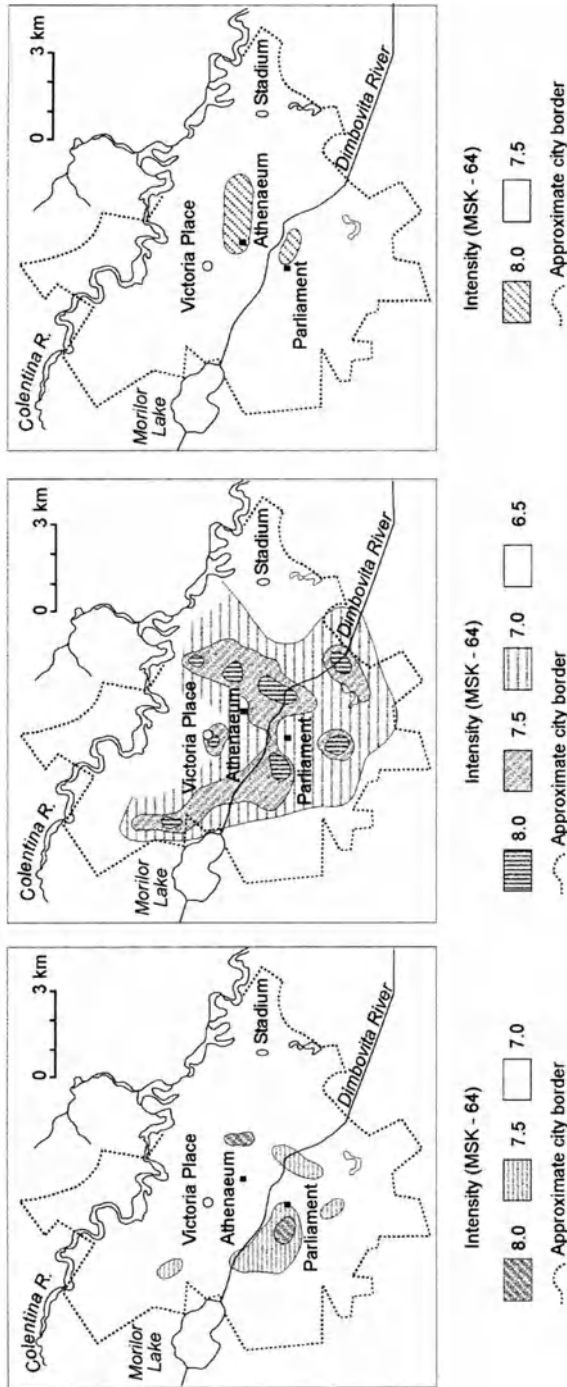 Colentina R.
0 3 km
Morilor
Lake
Victoria Place
Athenaeum
Stadium
Parliament
Dimbovita River
Intensity (MSK - 64)
8.0 7.5 7.0
Approximate city border
Colentina R.
0 3 km
Morilor
Lake
Victoria Place
Athenaeum
Stadium
Parliament
Dimbovita River
Intensity (MSK - 64)
8.0 7.5 7.0 6.5
Approximate city border
Colentina R.
0 3 km
Morilor
Lake
Victoria Place
Athenaeum
Stadium
Parliament
Dimbovita River
Intensity (MSK - 64)
8.0 7.5
Approximate city border